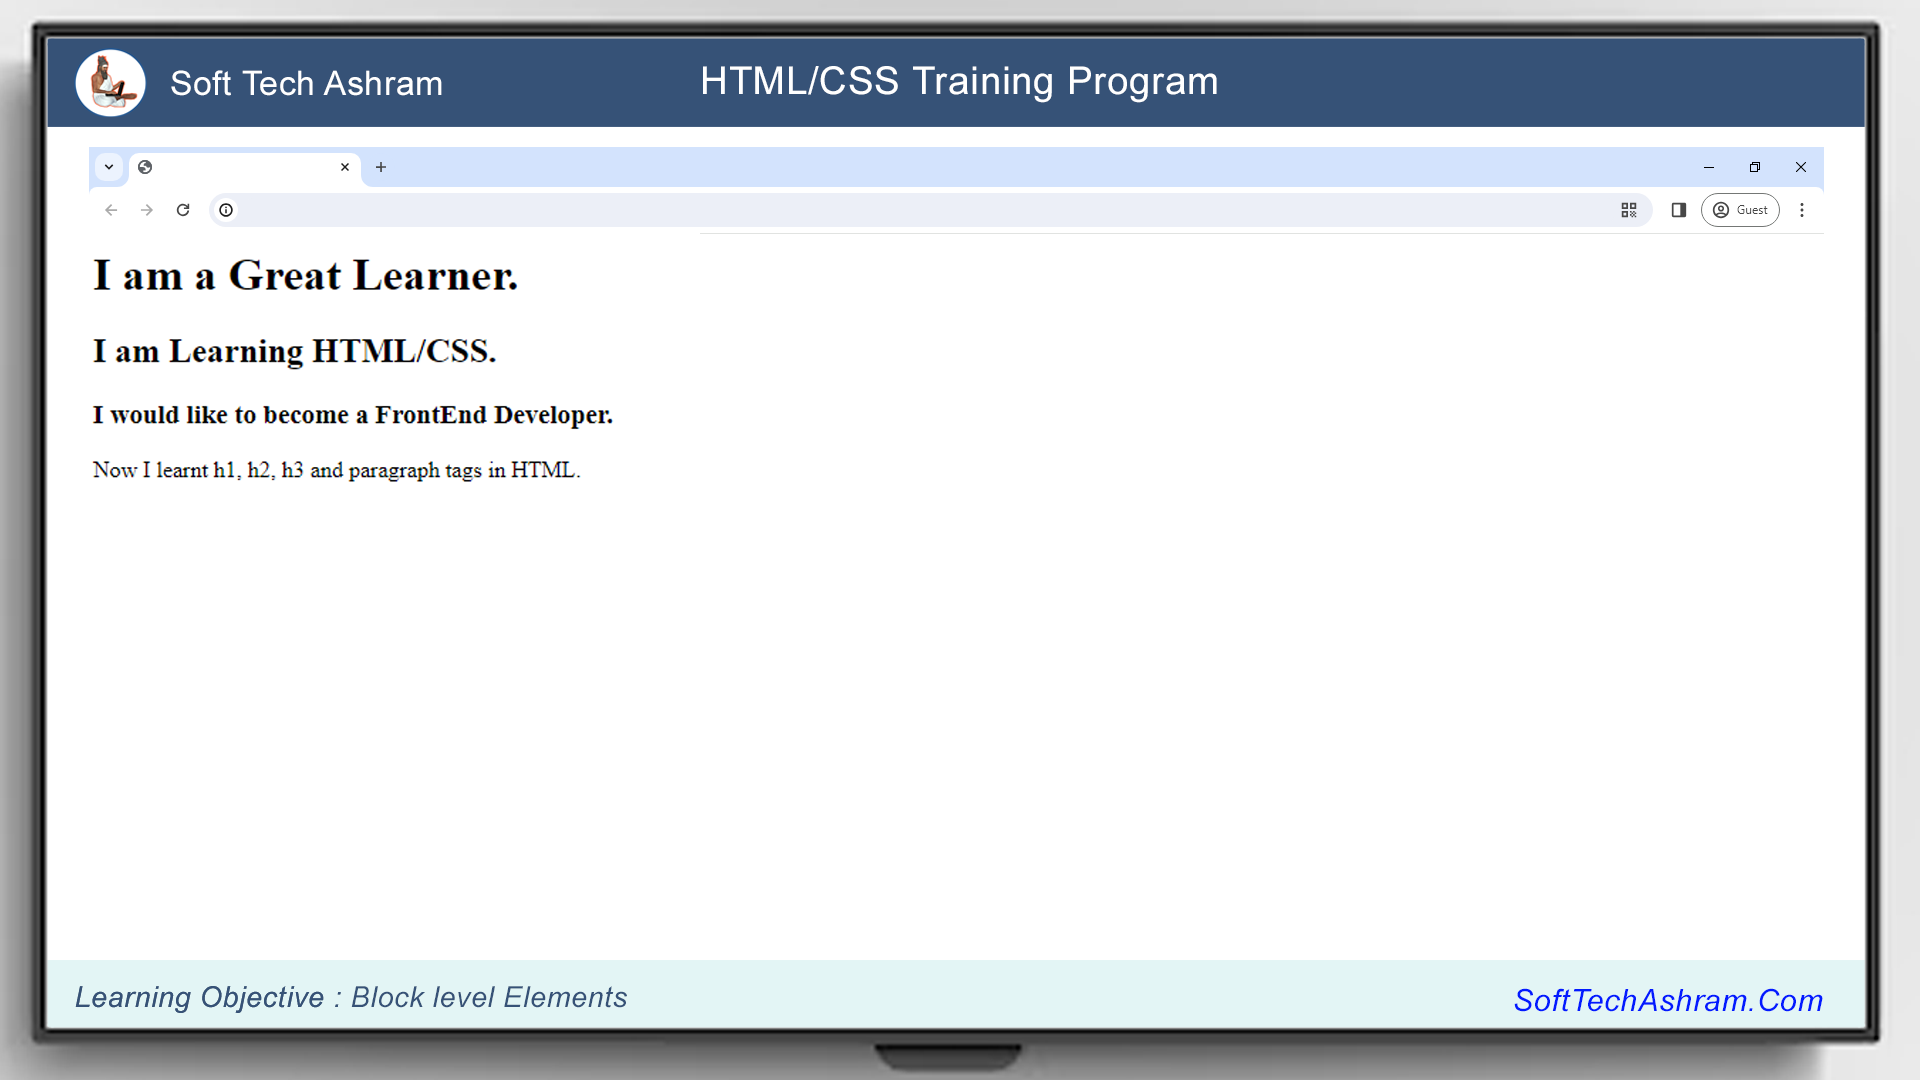 Soft Tech Ashram
HTML/CSS Training Program
Guest
I am a Great Learner.
I am Learning HTML/CSS.
I would like to become a FrontEnd Developer.
Now I learnt h1, h2, h3 and paragraph tags in HTML.
Learning Objective : Block level Elements
SoftTechAshram.Com